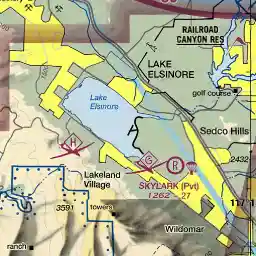 RAILROAD
CANYON RES
LAKE
ELSINORE
golf course
Lake
Elsinore
Sedco Hills
H
G
R
2432
Lakeland
Village
SKYLARK (Pvt)
1262 - 27
3591
towers
117
Wildomar
ranch